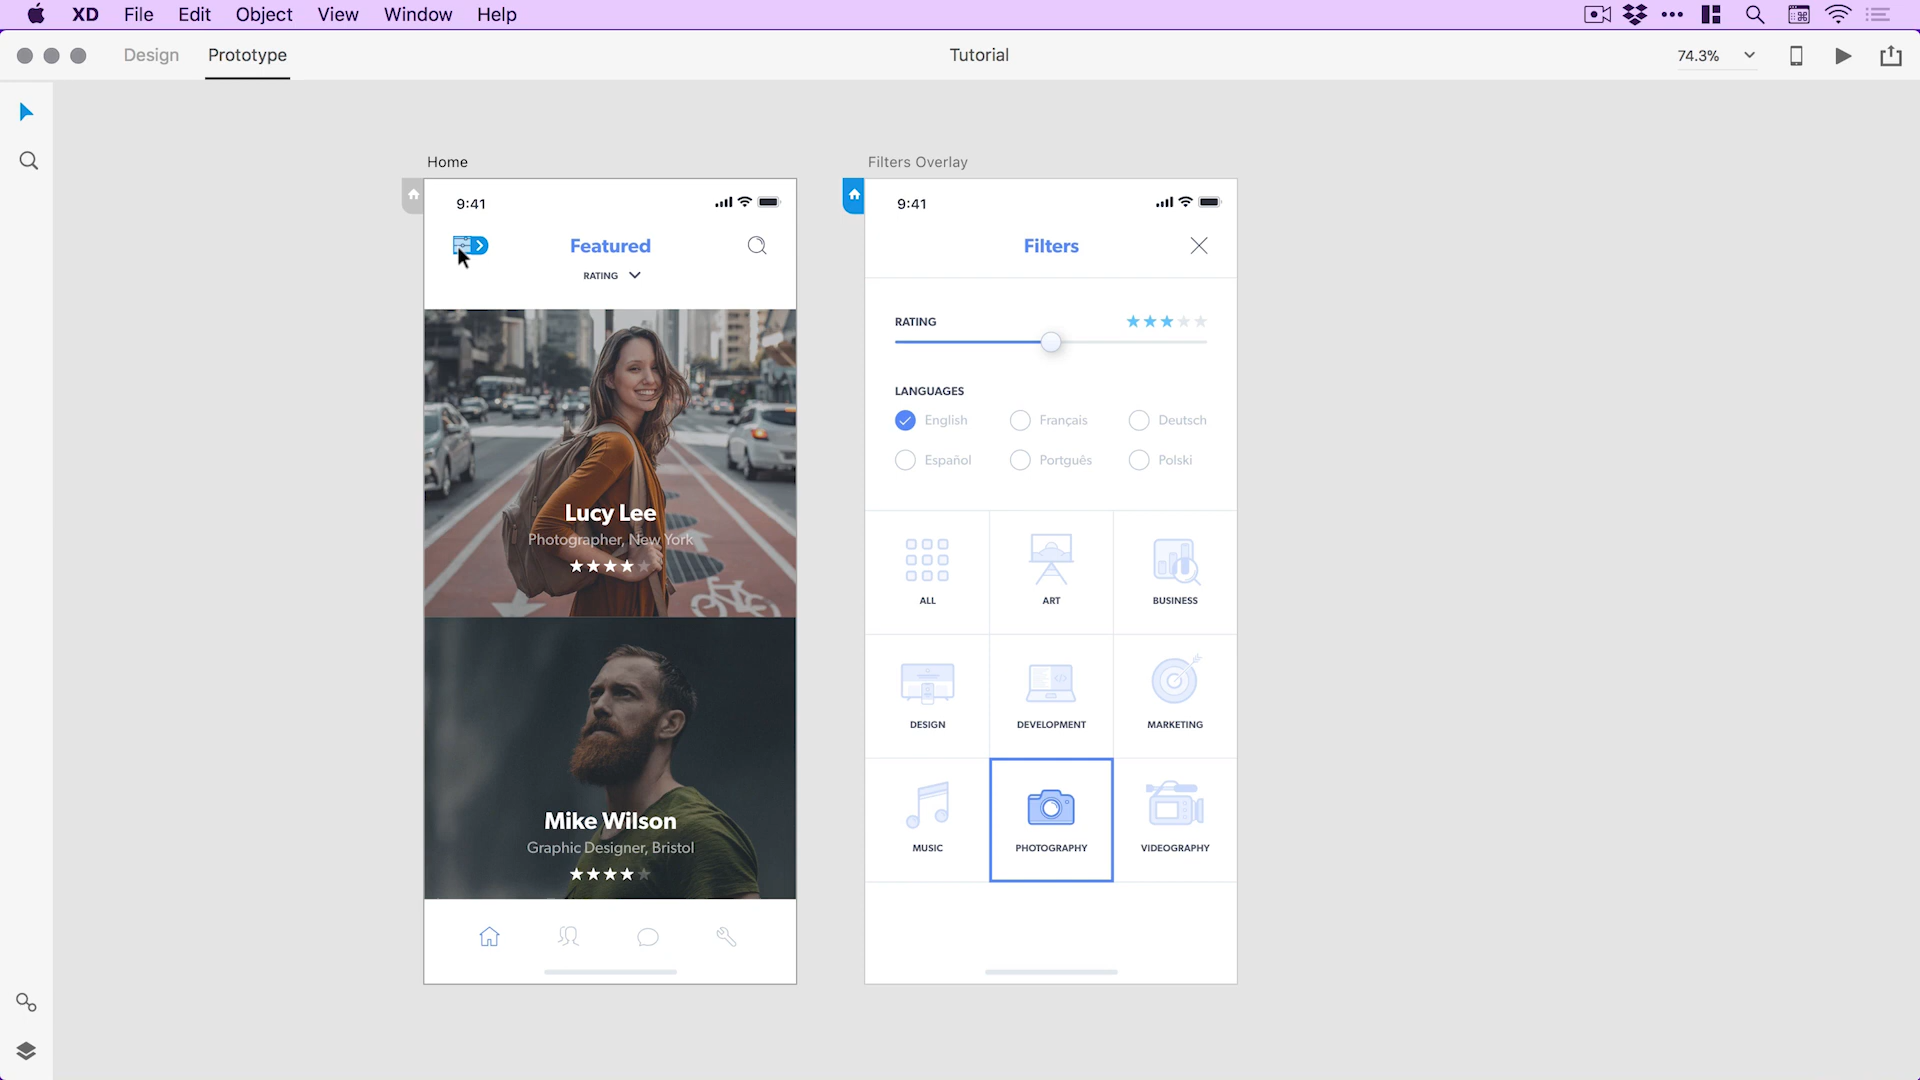 XD File Edit Object View Window Help
Design Prototype Tutorial 74.3%
Home
9:41
Featured
RATING
Lucy Lee
Photographer, New York
Mike Wilson
Graphic Designer, Bristol
Filters Overlay
9:41
Filters
RATING
LANGUAGES
English Français Deutsch
Español Portguês Polski
ALL ART BUSINESS
DESIGN DEVELOPMENT MARKETING
MUSIC PHOTOGRAPHY VIDEOGRAPHY